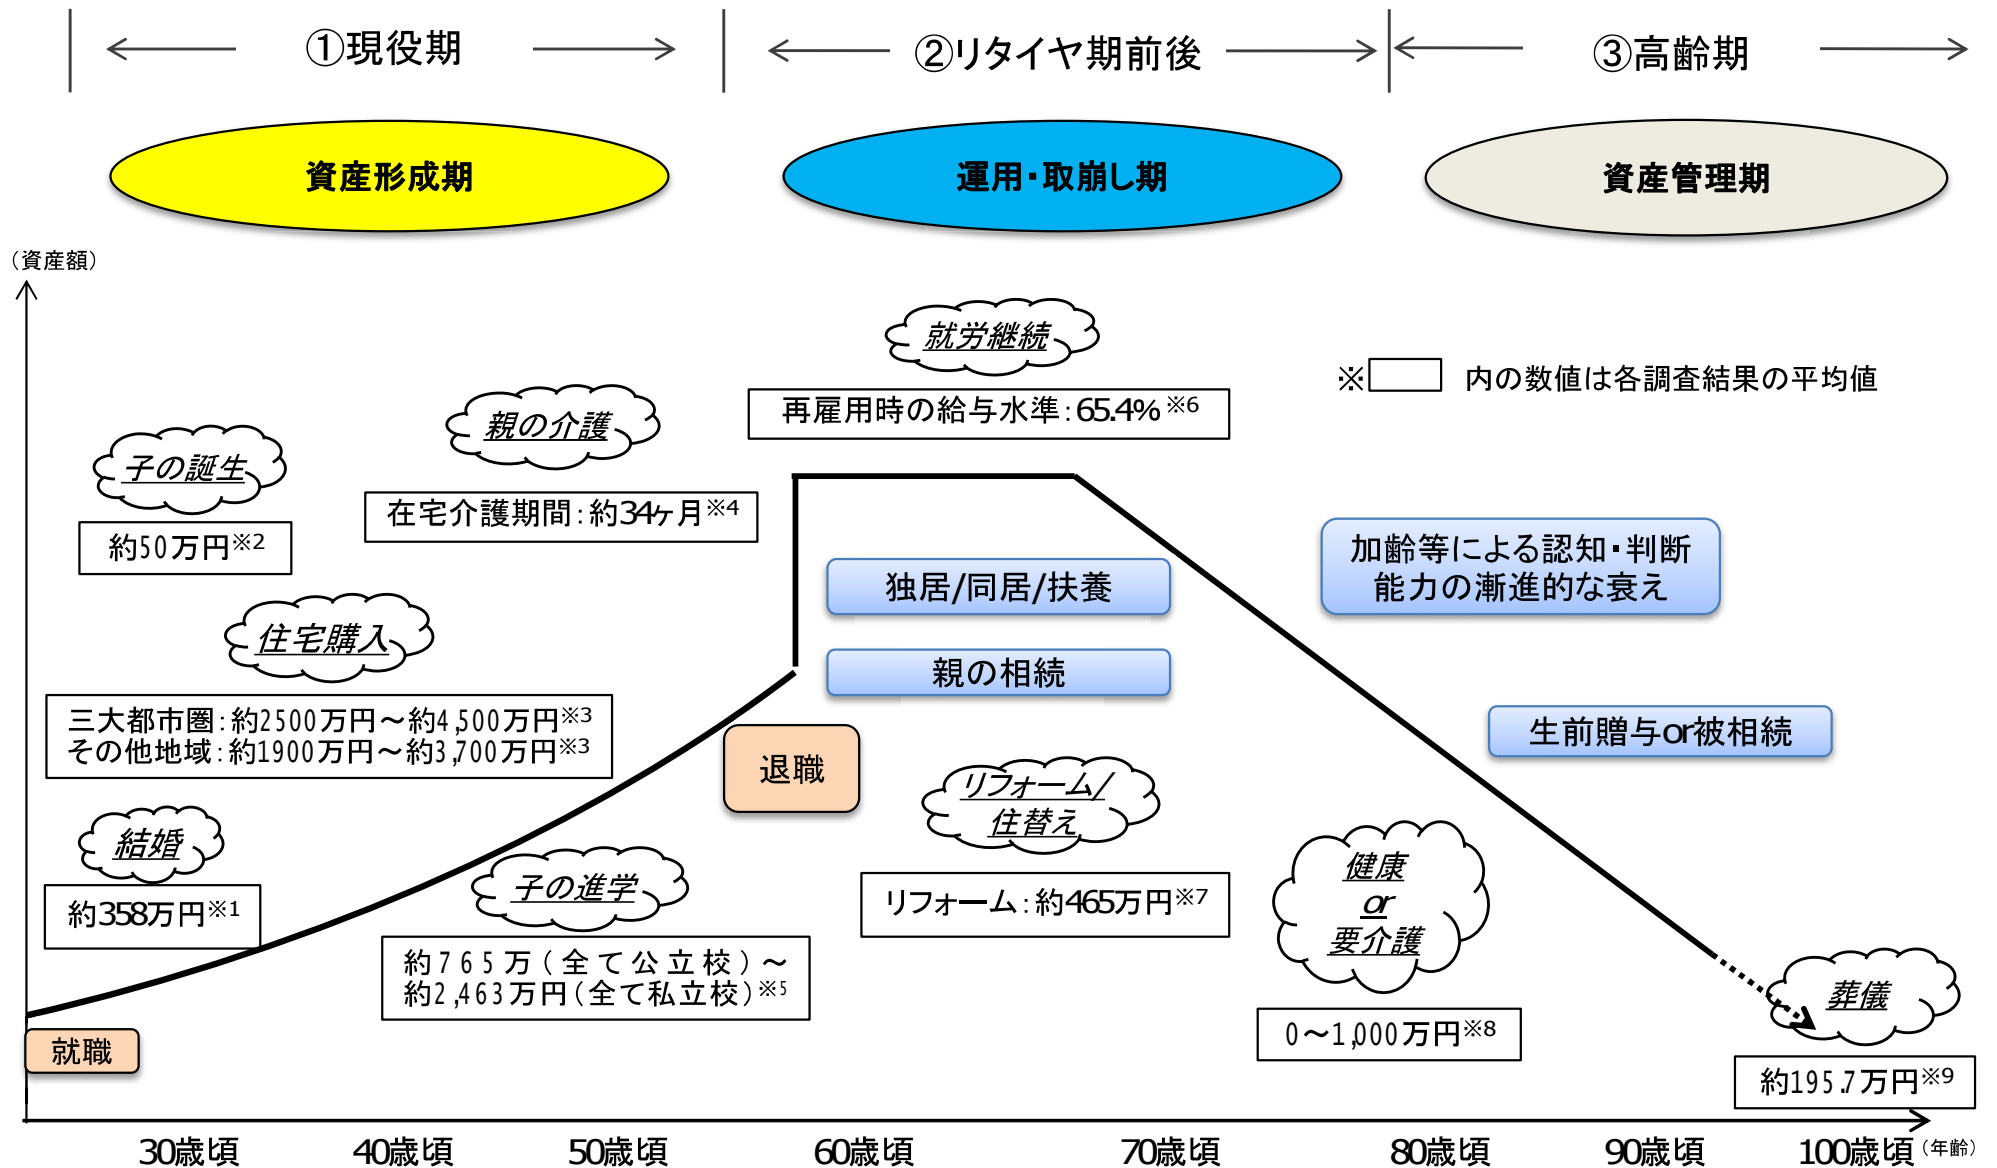 ①現役期
②リタイヤ期前後
③高齢期
資産形成期
運用・取崩し期
資産管理期
（資産額）
就労継続
再雇用時の給与水準：65.4%※6
※ 内の数値は各調査結果の平均値
親の介護
在宅介護期間：約34ヶ月※4
子の誕生
約50万円※2
独居/同居/扶養
加齢等による認知・判断
能力の漸進的な衰え
住宅購入
親の相続
三大都市圏：約2500万円～約4,500万円※3
その他地域：約1900万円～約3,700万円※3
生前贈与or被相続
退職
リフォーム/
住替え
結婚
約358万円※1
子の進学
約765万（全て公立校）～
約2,463万円（全て私立校）※5
リフォーム：約465万円※7
健康
or
要介護
0～1,000万円※8
葬儀
約195.7万円※9
就職
30歳頃
40歳頃
50歳頃
60歳頃
70歳頃
80歳頃
90歳頃
100歳頃
（年齢）